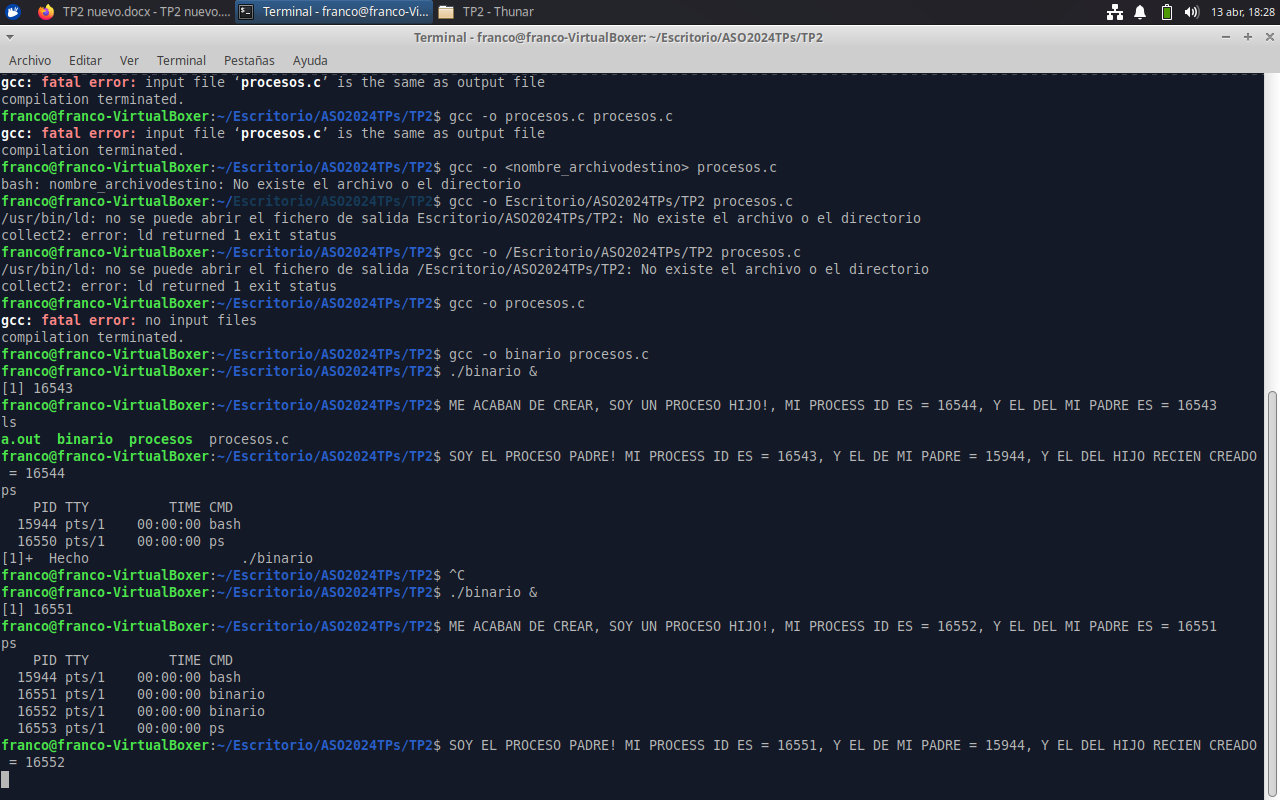 TP2 nuevo.docx - TP2 nuevo.... Terminal - franco@franco-Vi... TP2 - Thunar 13 abr, 18:28
Terminal - franco@franco-VirtualBoxer: ~/Escritorio/ASO2024TPs/TP2
Archivo Editar Ver Terminal Pestañas Ayuda
gcc: fatal error: input file ‘procesos.c’ is the same as output file
compilation terminated.
franco@franco-VirtualBoxer:~/Escritorio/ASO2024TPs/TP2$ gcc -o procesos.c procesos.c
gcc: fatal error: input file ‘procesos.c’ is the same as output file
compilation terminated.
franco@franco-VirtualBoxer:~/Escritorio/ASO2024TPs/TP2$ gcc -o <nombre_archivodestino> procesos.c
bash: nombre_archivodestino: No existe el archivo o el directorio
franco@franco-VirtualBoxer:~/Escritorio/ASO2024TPs/TP2$ gcc -o Escritorio/ASO2024TPs/TP2 procesos.c
/usr/bin/ld: no se puede abrir el fichero de salida Escritorio/ASO2024TPs/TP2: No existe el archivo o el directorio
collect2: error: ld returned 1 exit status
franco@franco-VirtualBoxer:~/Escritorio/ASO2024TPs/TP2$ gcc -o /Escritorio/ASO2024TPs/TP2 procesos.c
/usr/bin/ld: no se puede abrir el fichero de salida /Escritorio/ASO2024TPs/TP2: No existe el archivo o el directorio
collect2: error: ld returned 1 exit status
franco@franco-VirtualBoxer:~/Escritorio/ASO2024TPs/TP2$ gcc -o procesos.c
gcc: fatal error: no input files
compilation terminated.
franco@franco-VirtualBoxer:~/Escritorio/ASO2024TPs/TP2$ gcc -o binario procesos.c
franco@franco-VirtualBoxer:~/Escritorio/ASO2024TPs/TP2$ ./binario &
[1] 16543
franco@franco-VirtualBoxer:~/Escritorio/ASO2024TPs/TP2$ ME ACABAN DE CREAR, SOY UN PROCESO HIJO!, MI PROCESS ID ES = 16544, Y EL DEL MI PADRE ES = 16543
ls
a.out binario procesos procesos.c
franco@franco-VirtualBoxer:~/Escritorio/ASO2024TPs/TP2$ SOY EL PROCESO PADRE! MI PROCESS ID ES = 16543, Y EL DE MI PADRE = 15944, Y EL DEL HIJO RECIEN CREADO
= 16544
ps
PID TTY TIME CMD
15944 pts/1 00:00:00 bash
16550 pts/1 00:00:00 ps
[1]+ Hecho ./binario
franco@franco-VirtualBoxer:~/Escritorio/ASO2024TPs/TP2$ ^C
franco@franco-VirtualBoxer:~/Escritorio/ASO2024TPs/TP2$ ./binario &
[1] 16551
franco@franco-VirtualBoxer:~/Escritorio/ASO2024TPs/TP2$ ME ACABAN DE CREAR, SOY UN PROCESO HIJO!, MI PROCESS ID ES = 16552, Y EL DEL MI PADRE ES = 16551
ps
PID TTY TIME CMD
15944 pts/1 00:00:00 bash
16551 pts/1 00:00:00 binario
16552 pts/1 00:00:00 binario
16553 pts/1 00:00:00 ps
franco@franco-VirtualBoxer:~/Escritorio/ASO2024TPs/TP2$ SOY EL PROCESO PADRE! MI PROCESS ID ES = 16551, Y EL DE MI PADRE = 15944, Y EL DEL HIJO RECIEN CREADO
= 16552